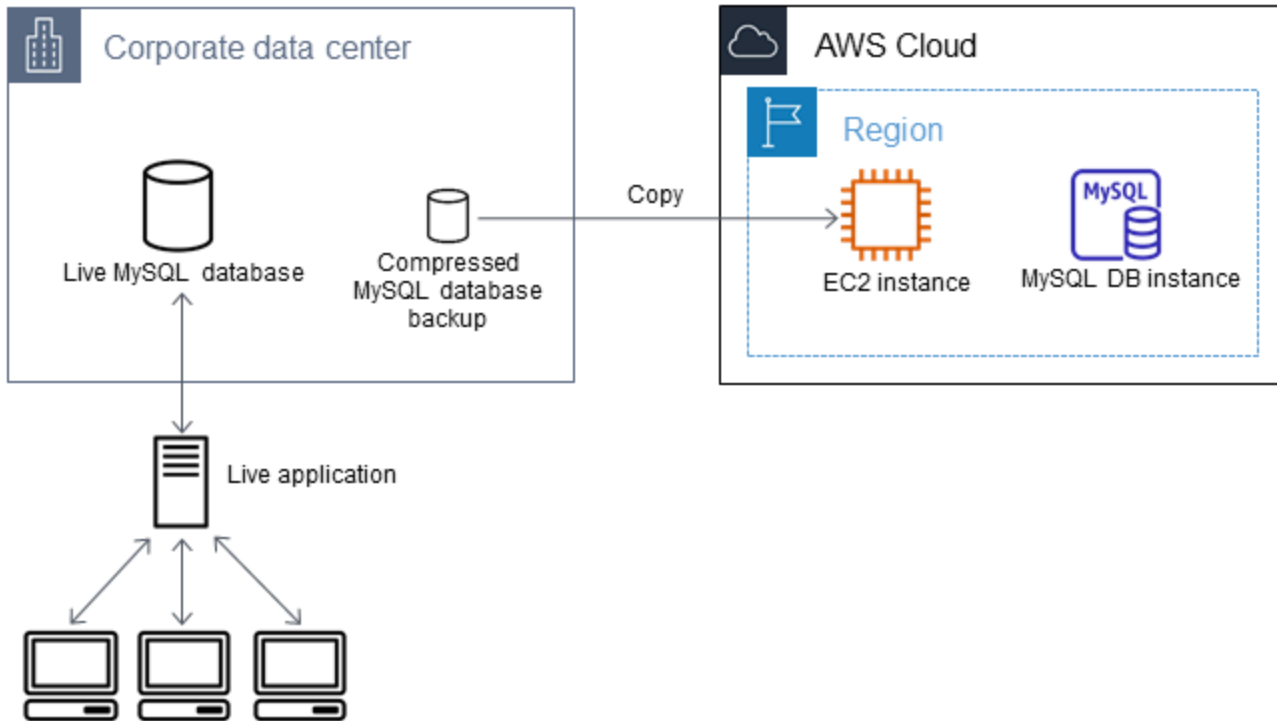 Corporate data center
AWS Cloud
Region
Copy
MySQL
Live MySQL database
Compressed
MySQL database
backup
EC2 instance
MySQL DB instance
Live application